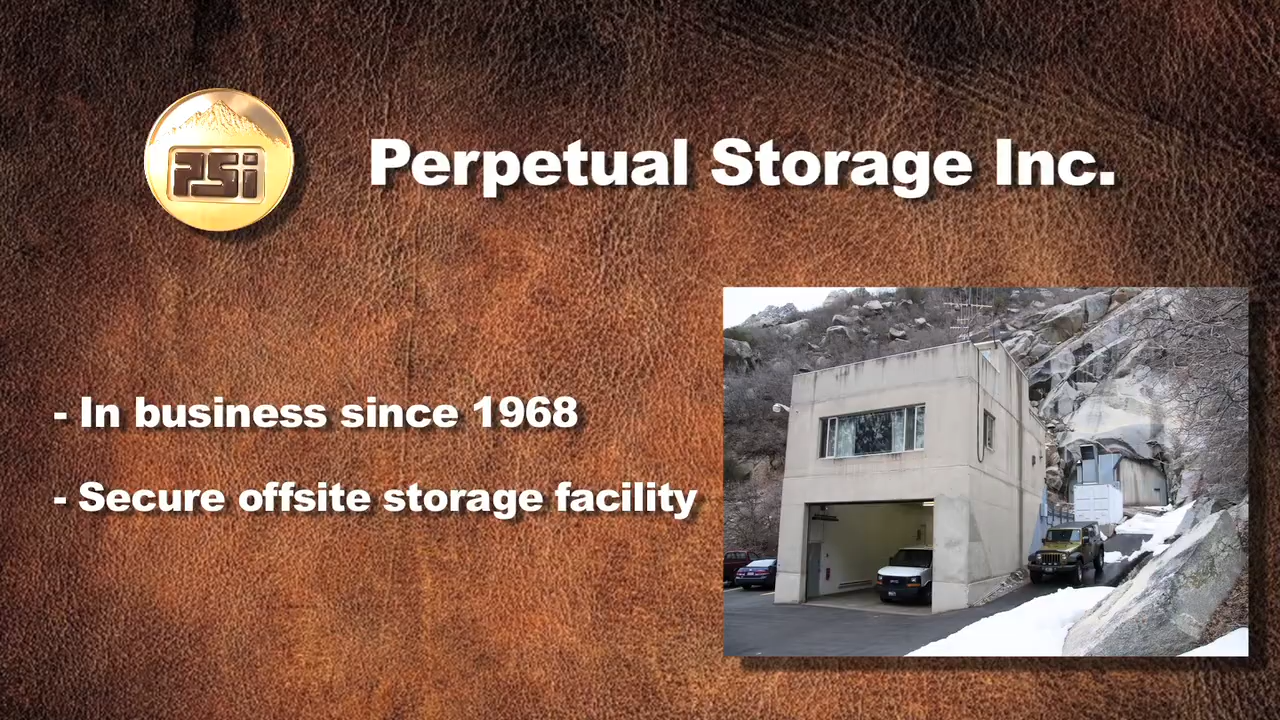 PSi
Perpetual Storage Inc.
- In business since 1968
- Secure offsite storage facility